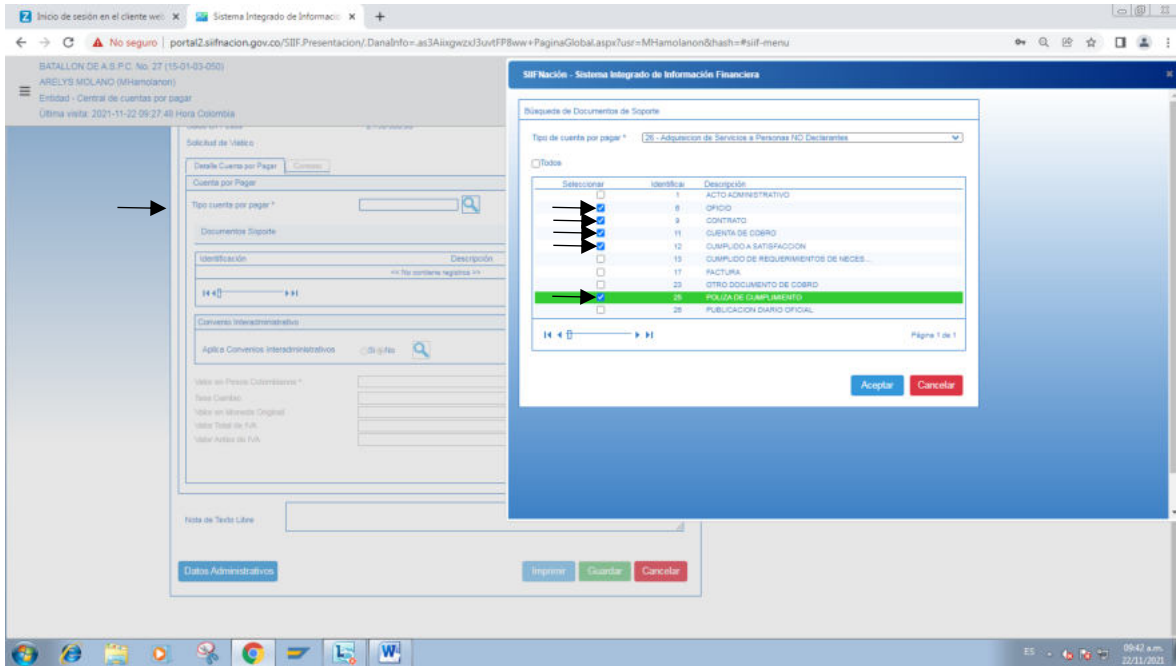 Inicio de sesión en el cliente wel
Sistema Integrado de Informació
No seguro | portal2.siifnacion.gov.co/SIIF.Presentacion/,DanaInfo=.as3AiixgwzxJ3uvtFP8ww+PaginaGlobal.aspx?usr=MHamolanon&hash=#siif-menu
BATALLON DE A.S.P.C. No. 27 (15-01-03-050)
ARELYS MOLANO (MHamolanon)
Entidad - Central de cuentas por pagar
Última visita: 2021-11-22 09:27:48 Hora Colombia
Solicitud de Viático
Detalle Cuenta por Pagar
Cuenta por Pagar
Tipo cuenta por pagar *
Documentos Soporte
Identificación Descripción
<< No contiene registros >>
Convenio Interadministrativo
Aplica Convenios Interadministrativos Si No
Valor en Pesos Colombianos *
Tasa Cambio
Valor en Moneda Original
Valor Total de IVA
Valor Antes de IVA
Nota de Texto Libre
Datos Administrativos
Imprimir Guardar Cancelar
SIIFNación - Sistema Integrado de Información Financiera
Búsqueda de Documentos de Soporte
Tipo de cuenta por pagar * 26 - Adquisicion de Servicios a Personas NO Declarantes
Todos
Seleccionar Identificac Descripción
1 ACTO ADMINISTRATIVO
8 OFICIO
9 CONTRATO
11 CUENTA DE COBRO
12 CUMPLIDO A SATISFACCION
CUMPLIDO DE REQUERIMIENTOS DE NECES...
17 FACTURA
23 OTRO DOCUMENTO DE COBRO
POLIZA DE CUMPLIMIENTO
PUBLICACION DIARIO OFICIAL
Página 1 de 1
Aceptar Cancelar
ES
09:42 a.m.
22/11/2021